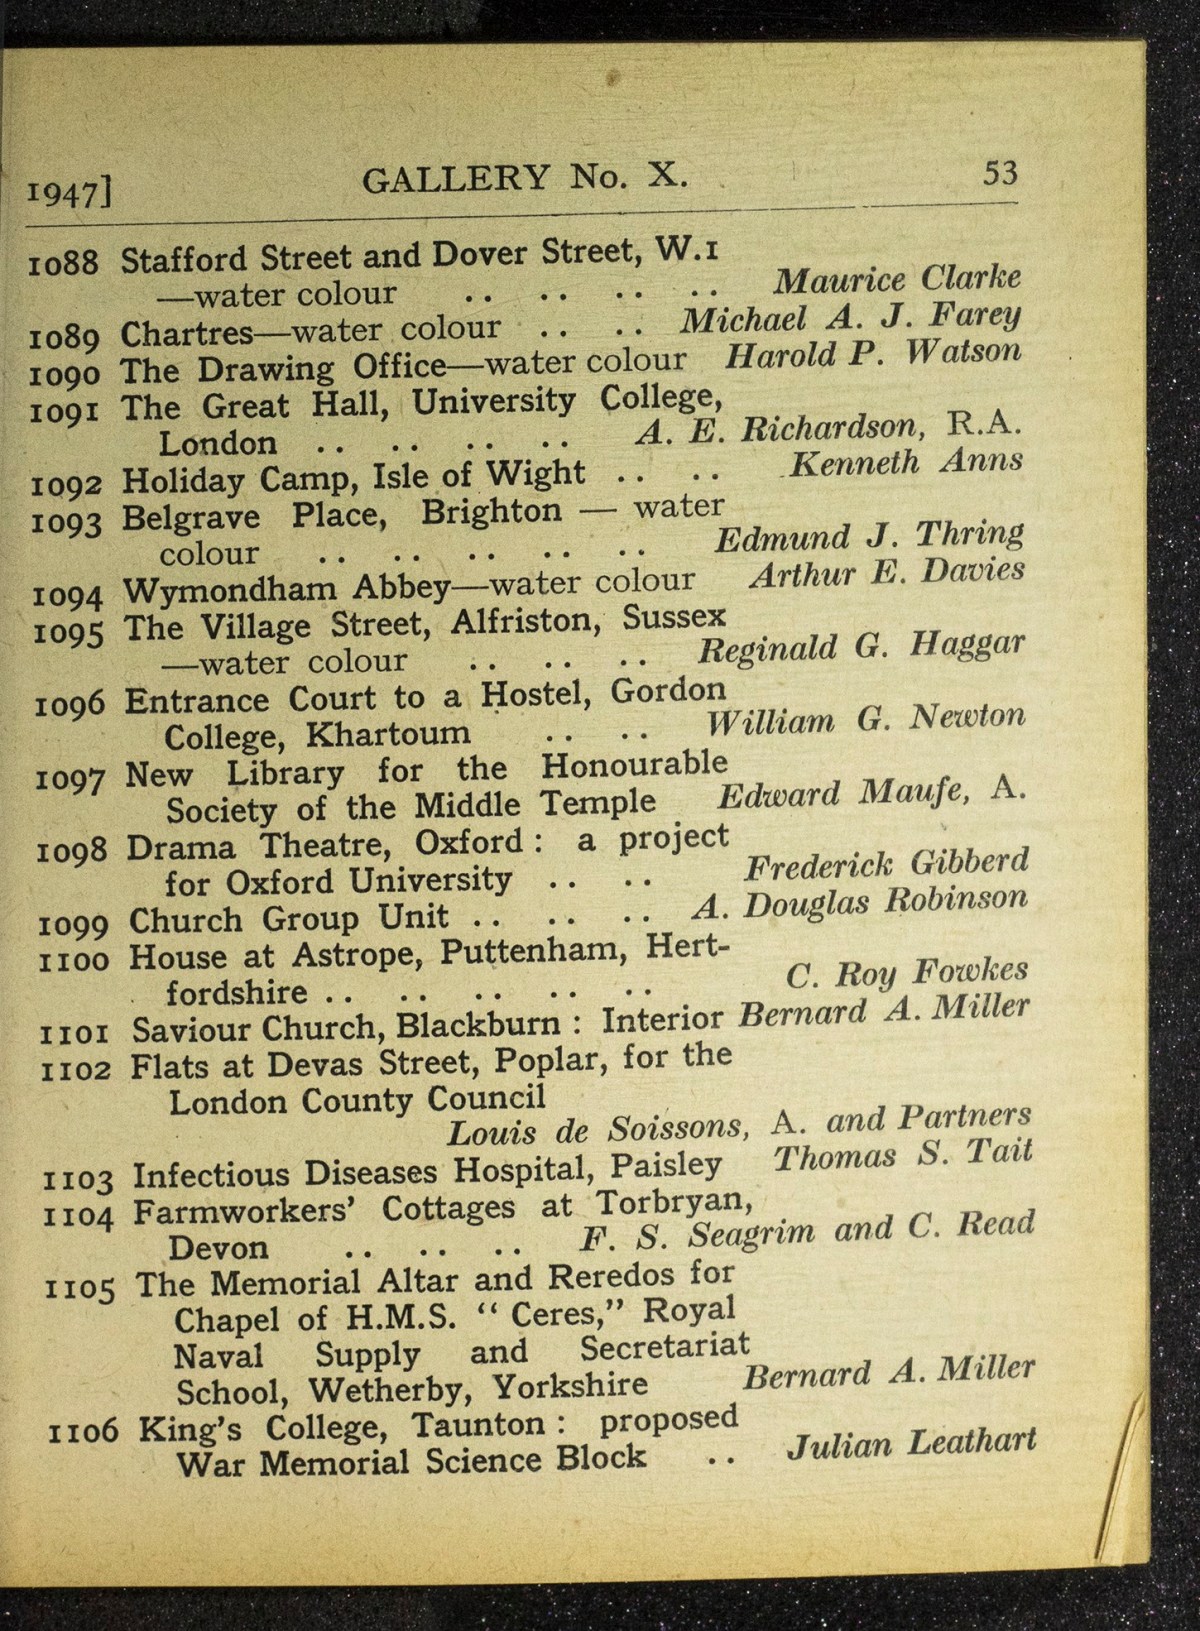 1947] GALLERY No. X. 53
1088 Stafford Street and Dover Street, W.1
—water colour .. .. .. .. Maurice Clarke
1089 Chartres—water colour .. .. Michael A. J. Farey
1090 The Drawing Office—water colour Harold P. Watson
1091 The Great Hall, University College,
London .. .. .. .. A. E. Richardson, R.A.
1092 Holiday Camp, Isle of Wight .. .. Kenneth Anns
1093 Belgrave Place, Brighton — water
colour .. .. .. .. .. Edmund J. Thring
1094 Wymondham Abbey—water colour Arthur E. Davies
1095 The Village Street, Alfriston, Sussex
—water colour .. .. .. Reginald G. Haggar
1096 Entrance Court to a Hostel, Gordon
College, Khartoum .. .. William G. Newton
1097 New Library for the Honourable
Society of the Middle Temple Edward Maufe, A.
1098 Drama Theatre, Oxford : a project
for Oxford University .. .. Frederick Gibberd
1099 Church Group Unit .. .. .. A. Douglas Robinson
1100 House at Astrope, Puttenham, Hert-
fordshire .. .. .. .. .. C. Roy Fowkes
1101 Saviour Church, Blackburn : Interior Bernard A. Miller
1102 Flats at Devas Street, Poplar, for the
London County Council
Louis de Soissons, A. and Partners
1103 Infectious Diseases Hospital, Paisley Thomas S. Tait
1104 Farmworkers' Cottages at Torbryan,
Devon .. .. .. F. S. Seagrim and C. Read
1105 The Memorial Altar and Reredos for
Chapel of H.M.S. “ Ceres,” Royal
Naval Supply and Secretariat
School, Wetherby, Yorkshire Bernard A. Miller
1106 King's College, Taunton : proposed
War Memorial Science Block .. Julian Leathart